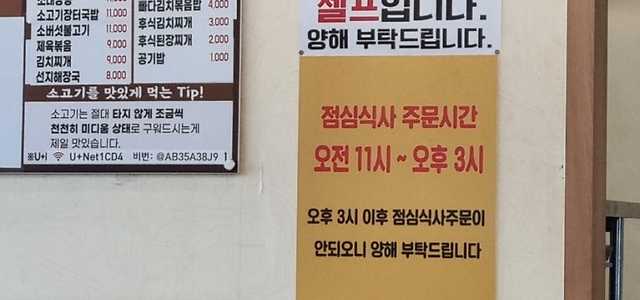 소고기장터국밥 11,000
소버섯불고기 11,000
제육볶음 9,000
김치찌개 9,000
선지해장국 8,000
빠다김치볶음밥 4,000
후식김치찌개 3,000
후식된장찌개 2,000
공기밥 1,000
소고기를 맛있게 먹는 Tip!
소고기는 절대 타지 않게 조금씩
천천히 미디움 상태로 구워드시는게
제일 맛있습니다.
※U+i U+Net1CD4 비번: @AB35A38J9 1
셀프입니다.
양해 부탁드립니다.
점심식사 주문시간
오전 11시 ~ 오후 3시
오후 3시 이후 점심식사주문이
안되오니 양해 부탁드립니다